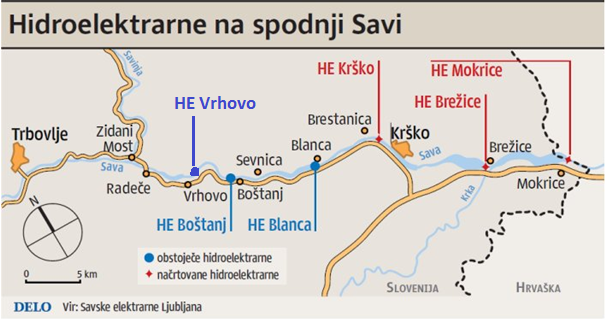 Hidroelektrarne na spodnji Savi
Savinja
HE Krško
HE Mokrice
HE Vrhovo
HE Brežice
Trbovlje
Zidani
Most
Brestanica
Krško
Sevnica
Blanca
Sava
Brežice
Sava
Radeče
Vrhovo
Boštanj
Krka
Mokrice
HE Boštanj
HE Blanca
N
obstoječe hidroelektrarne
načrtovane hidroelektrarne
0 5 km
SLOVENIJA
HRVAŠKA
DELO Vir: Savske elektrarne Ljubljana